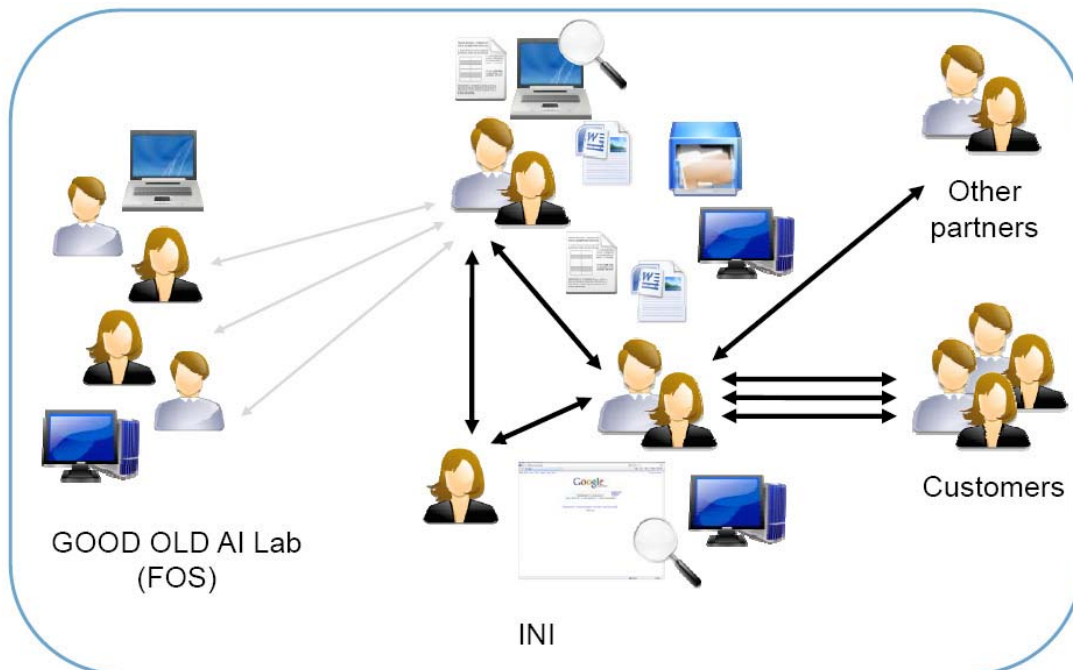 Other
partners
Customers
Google
GOOD OLD AI Lab
(FOS)
INI